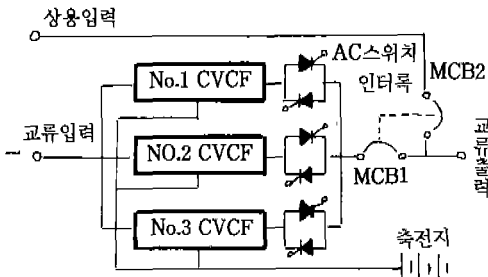 상용입력
No.1 CVCF
AC스위치
인터록
MCB2
교류입력
NO.2 CVCF
MCB1
교류출력
No.3 CVCF
축전지